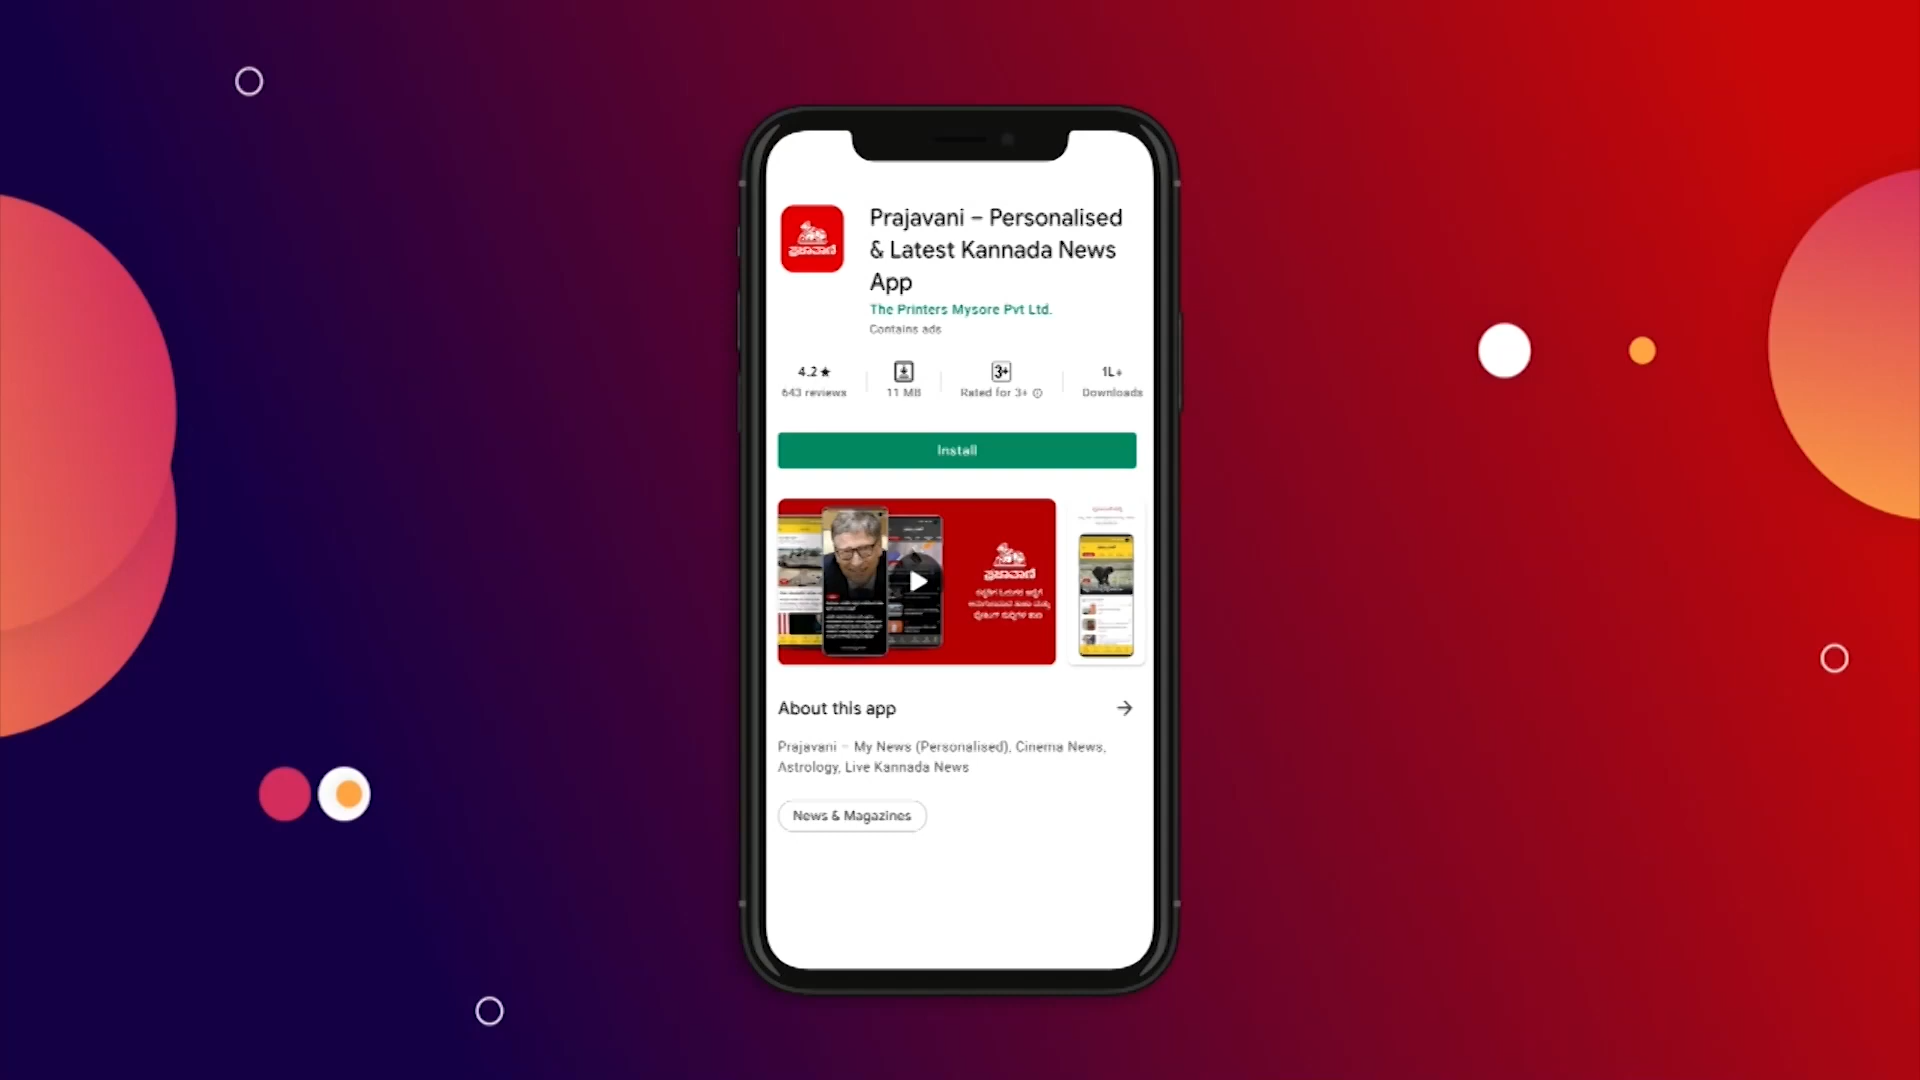 Prajavani – Personalised
& Latest Kannada News
App
The Printers Mysore Pvt Ltd.
Contains ads
ಪ್ರಜಾವಾಣಿ
4.2★
643 reviews
11 MB
3+
Rated for 3+
1L+
Downloads
Install
ಪ್ರಜಾವಾಣಿ
About this app
Prajavani – My News (Personalised), Cinema News,
Astrology, Live Kannada News
News & Magazines